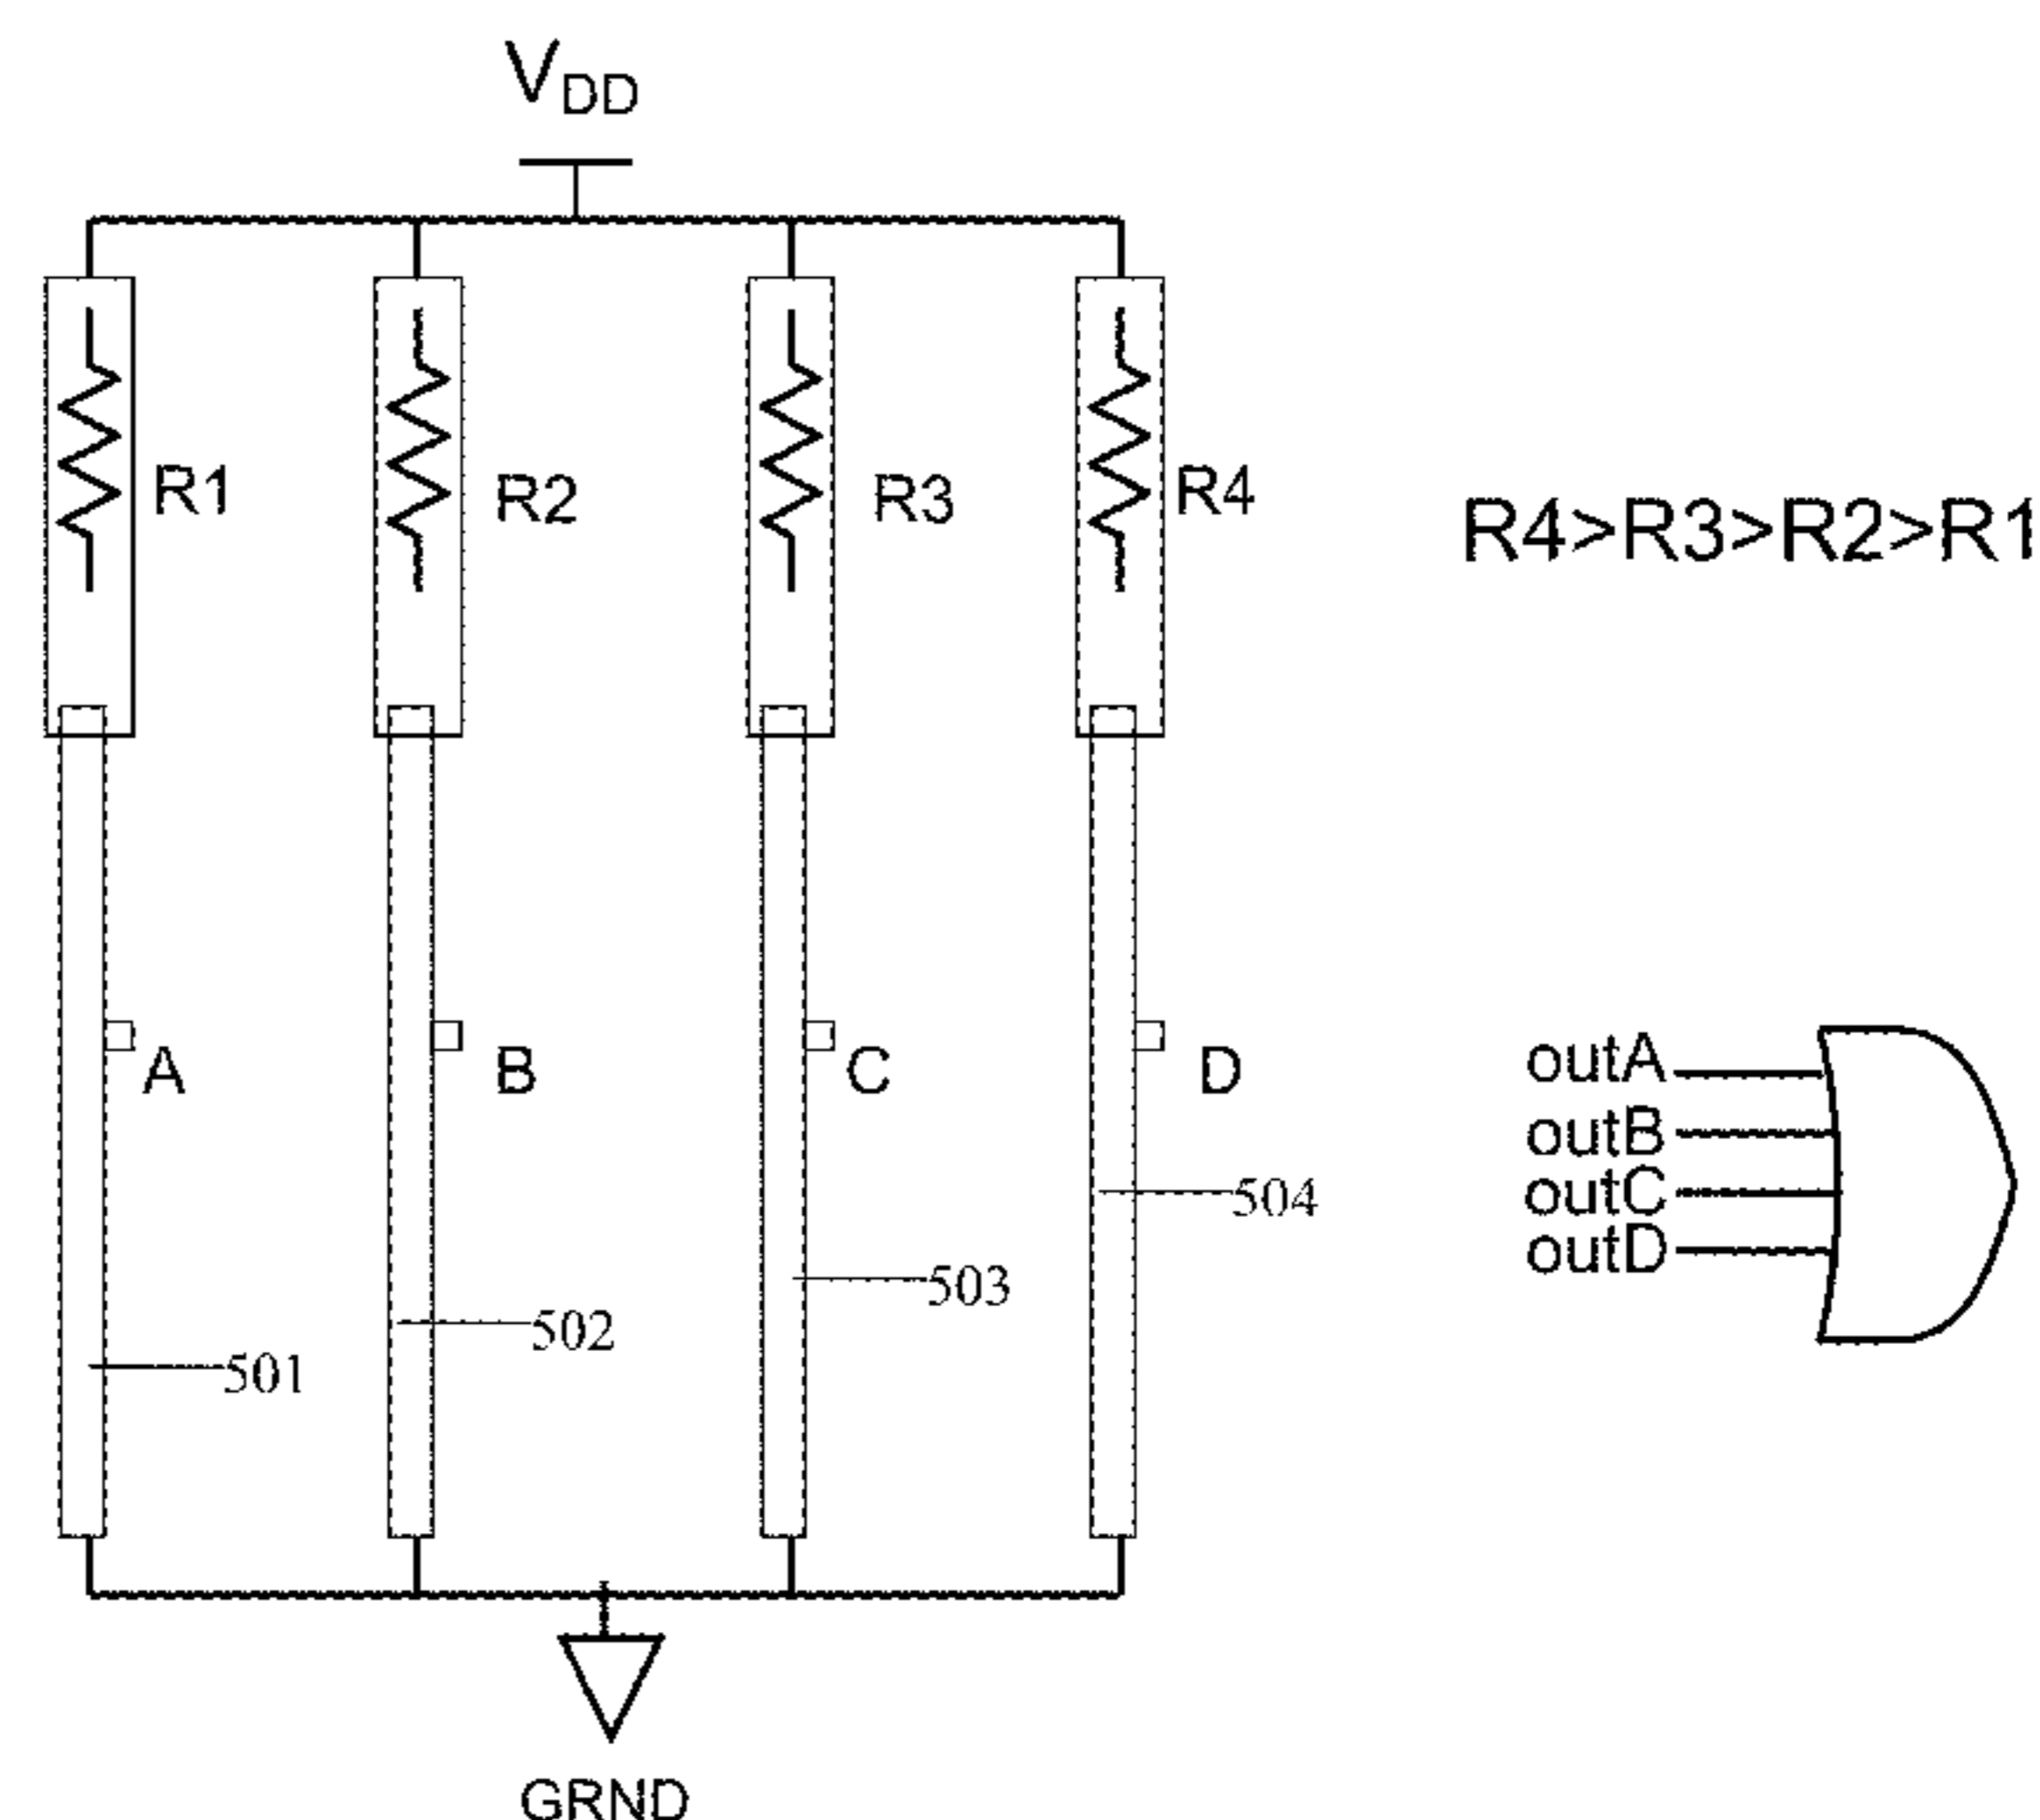 VDD
R1
R2
R3
R4
R4>R3>R2>R1
A
B
C
D
outA
outB
outC
outD
504
503
502
501
GRND